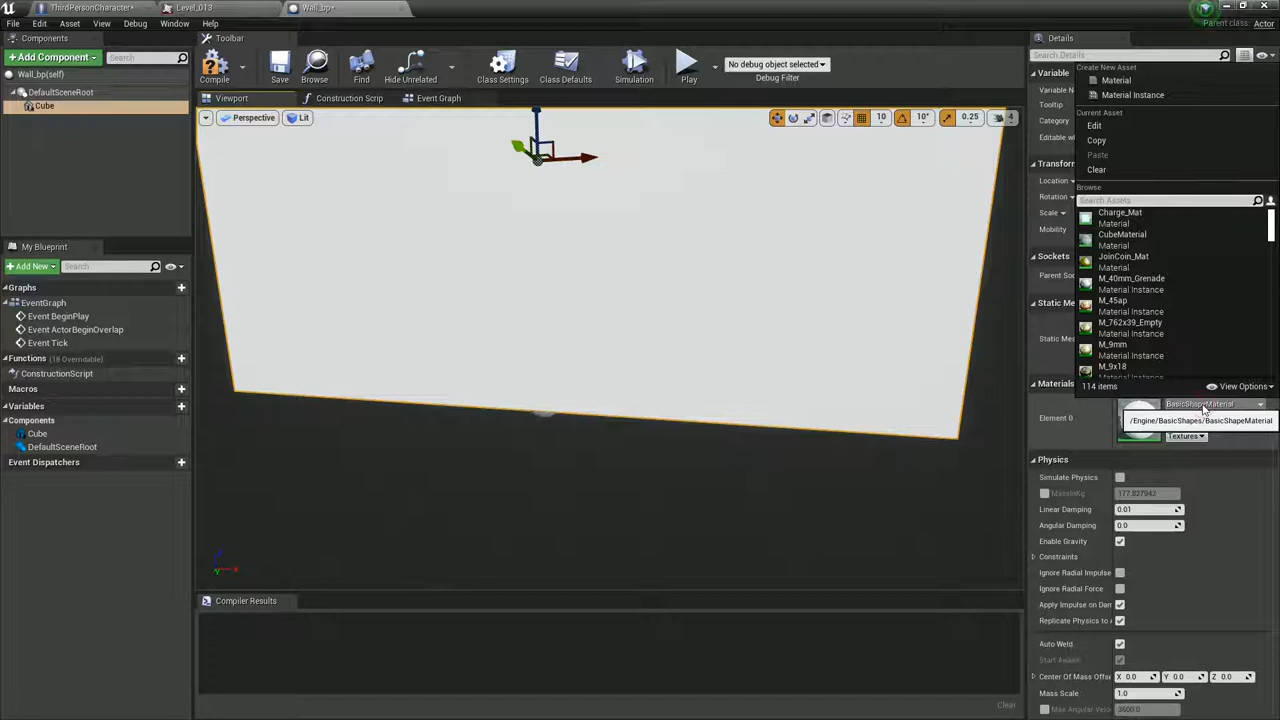 ThirdPersonCharacter*
Level_013
Wall_bp*
File Edit Asset View Debug Window Help
Parent class: Actor
Components
Toolbar
Details
Add Component
Search
Wall_bp(self)
DefaultSceneRoot
Cube
Compile
Save
Browse
Find
Hide Unrelated
Class Settings
Class Defaults
Simulation
Play
No debug object selected
Debug Filter
Viewport
Construction Scrip
Event Graph
Perspective
Lit
10
10°
0.25
4
My Blueprint
Add New
Search
Graphs
EventGraph
Event BeginPlay
Event ActorBeginOverlap
Event Tick
Functions (18 Overridable)
ConstructionScript
Macros
Variables
Components
Cube
DefaultSceneRoot
Event Dispatchers
Compiler Results
Clear
Search Details
Variable
Variable N
Tooltip
Category
Editable w
Transform
Location
Rotation
Scale
Mobility
Sockets
Parent Soc
Static Me
Static Mes
Materials
Element 0
Create New Asset
Material
Material Instance
Current Asset
Edit
Copy
Paste
Clear
Browse
Search Assets
Charge_Mat
Material
CubeMaterial
Material
JoinCoin_Mat
Material
M_40mm_Grenade
Material Instance
M_45ap
Material Instance
M_762x39_Empty
Material Instance
M_9mm
Material Instance
M_9x18
Material Instance
114 items
View Options
BasicShapeMaterial
/Engine/BasicShapes/BasicShapeMaterial
Textures
Physics
Simulate Physics
MassInKg 177.827942
Linear Damping 0.01
Angular Damping 0.0
Enable Gravity
Constraints
Ignore Radial Impulse
Ignore Radial Force
Apply Impulse on Dam
Replicate Physics to A
Auto Weld
Start Awake
Center Of Mass Offs X 0.0 Y 0.0 Z 0.0
Mass Scale 1.0
Max Angular Velo 3600.0